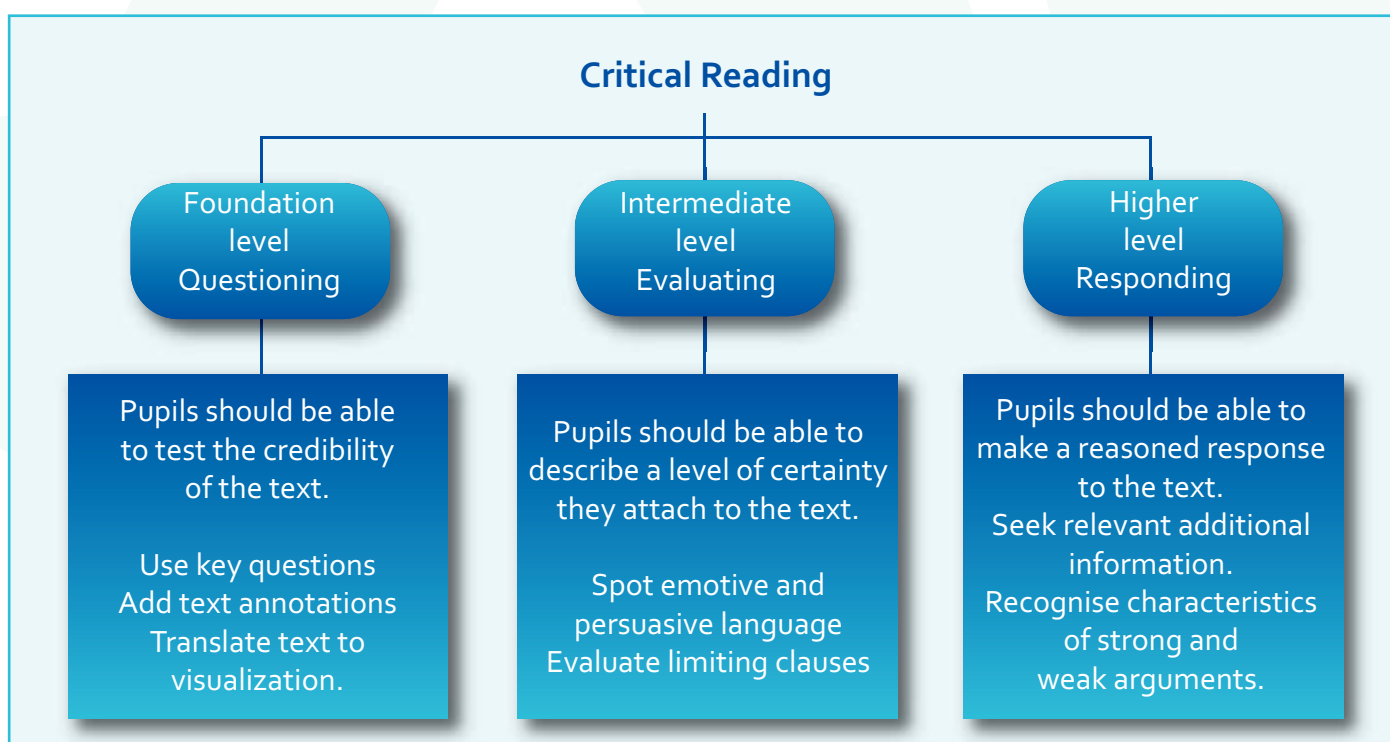 Critical Reading
Foundation
level
Questioning
Intermediate
level
Evaluating
Higher
level
Responding
Pupils should be able
to test the credibility
of the text.
Use key questions
Add text annotations
Translate text to
visualization.
Pupils should be able to
describe a level of certainty
they attach to the text.
Spot emotive and
persuasive language
Evaluate limiting clauses
Pupils should be able to
make a reasoned response
to the text.
Seek relevant additional
information.
Recognise characteristics
of strong and
weak arguments.